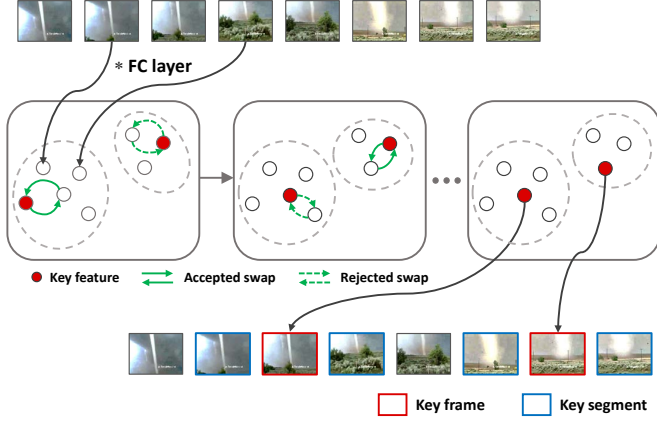 * FC layer
Key feature
Accepted swap
Rejected swap
Key frame
Key segment